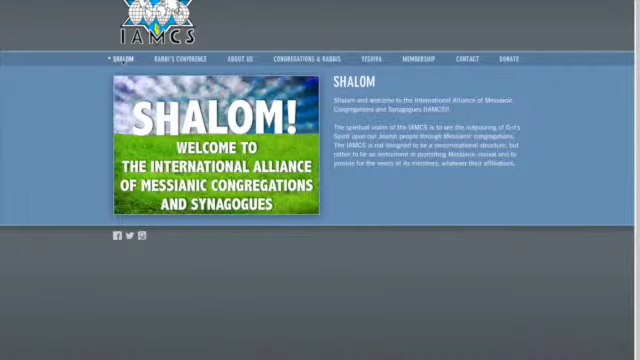 IAMCS
SHALOM RABBI'S CONFERENCE ABOUT US CONGREGATIONS & RABBIS YESHIVA MEMBERSHIP CONTACT DONATE
SHALOM!
WELCOME TO
THE INTERNATIONAL ALLIANCE
OF MESSIANIC CONGREGATIONS
AND SYNAGOGUES
SHALOM
Shalom and welcome to the International Alliance of Messianic
Congregations and Synagogues (IAMCS)!
The spiritual vision of the IAMCS is to see the outpouring of G-d's
Spirit upon our Jewish people through Messianic congregations.
The IAMCS is not designed to be a denominational structure, but
rather to be an instrument in promoting Messianic revival and to
provide for the needs of its members, whatever their affiliations.